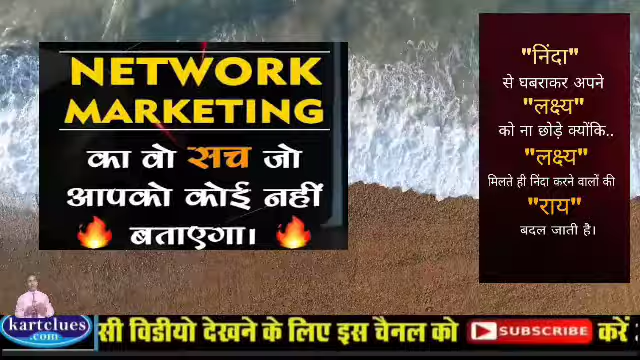 NETWORK
MARKETING
का वो सच जो
आपको कोई नहीं
बताएगा।
"निंदा"
से घबराकर अपने
"लक्ष्य"
को ना छोड़े क्योंकि..
"लक्ष्य"
मिलते ही निंदा करने वालों की
"राय"
बदल जाती है।
kartclues
.com
सी विडीयो देखने के लिए इस चैनल को SUBSCRIBE करें